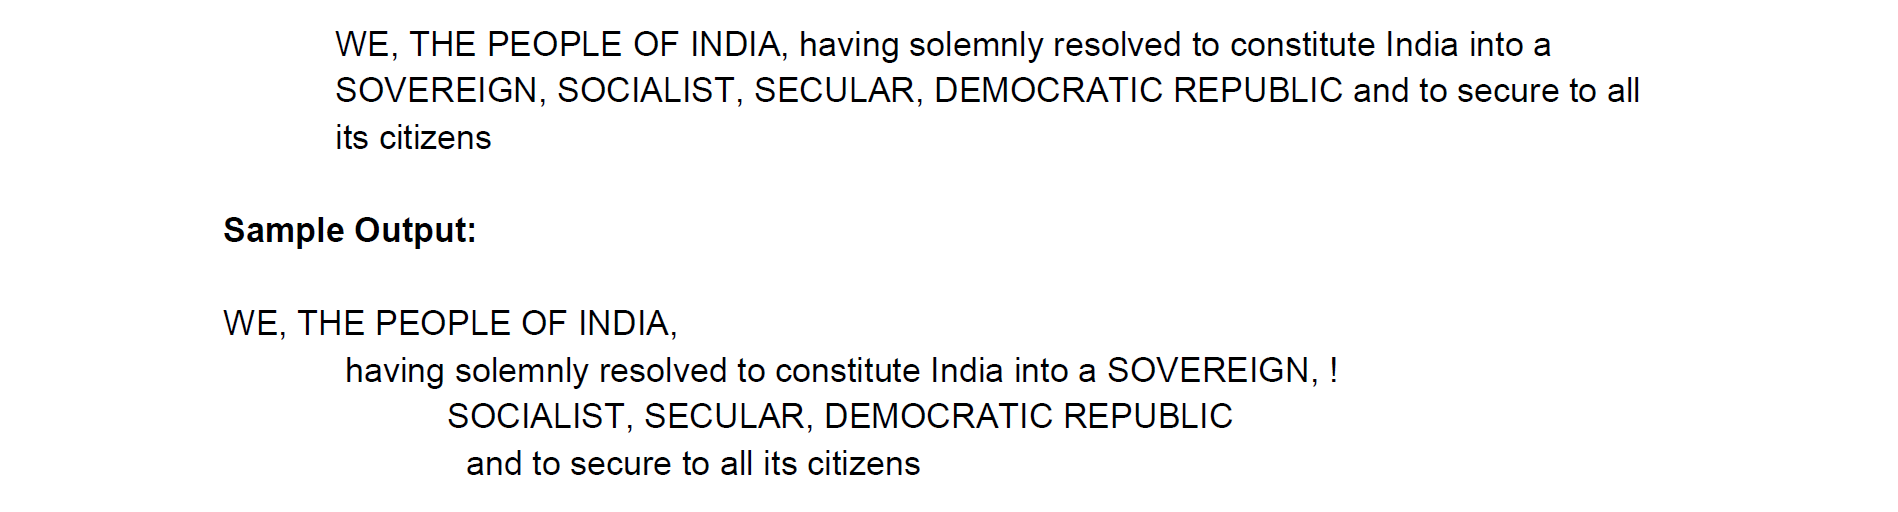 WE, THE PEOPLE OF INDIA, having solemnly resolved to constitute India into a
SOVEREIGN, SOCIALIST, SECULAR, DEMOCRATIC REPUBLIC and to secure to all
its citizens
Sample Output:
WE, THE PEOPLE OF INDIA,
having solemnly resolved to constitute India into a SOVEREIGN, !
SOCIALIST, SECULAR, DEMOCRATIC REPUBLIC
and to secure to all its citizens